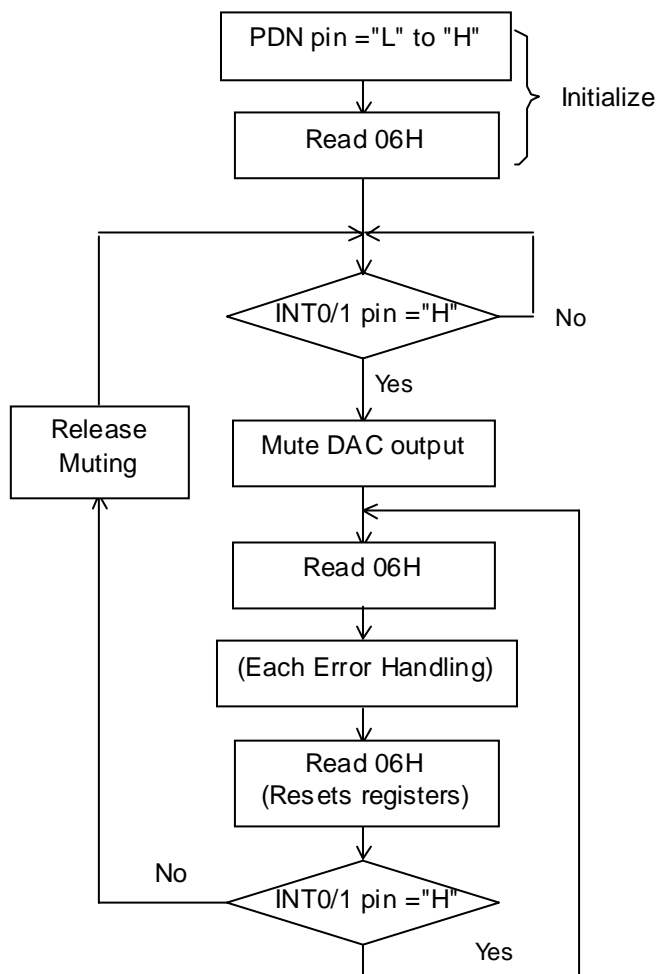 PDN pin ="L" to "H"
Initialize
Read 06H
INT0/1 pin ="H"
No
Yes
Release
Muting
Mute DAC output
Read 06H
(Each Error Handling)
Read 06H
(Resets registers)
No
INT0/1 pin ="H"
Yes